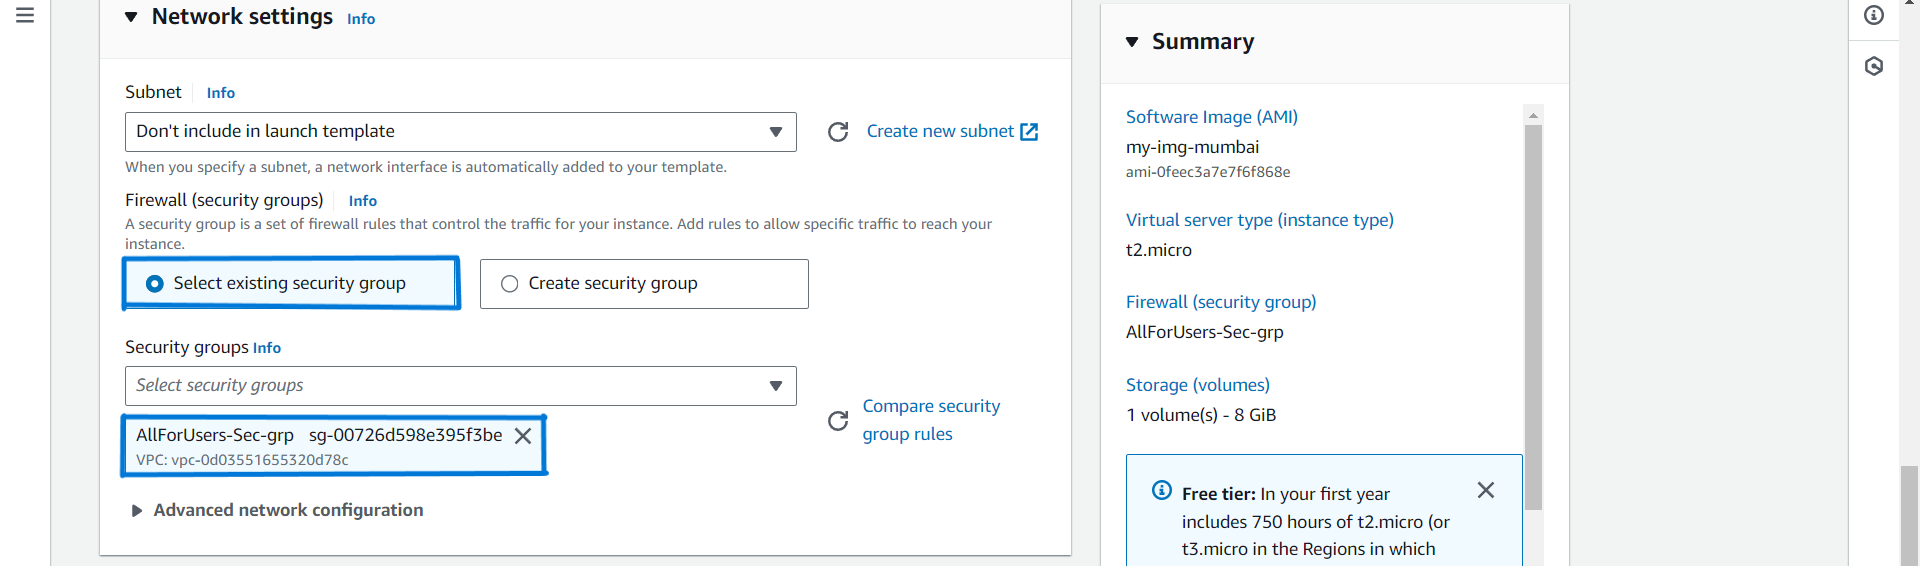 Network settings Info
Subnet Info
Don't include in launch template
Create new subnet
When you specify a subnet, a network interface is automatically added to your template.
Firewall (security groups) Info
A security group is a set of firewall rules that control the traffic for your instance. Add rules to allow specific traffic to reach your
instance.
Select existing security group
Create security group
Security groups Info
Select security groups
Compare security
group rules
AllForUsers-Sec-grp sg-00726d598e395f3be
VPC: vpc-0d03551655320d78c
Advanced network configuration
Summary
Software Image (AMI)
my-img-mumbai
ami-0feec3a7e7f6f868e
Virtual server type (instance type)
t2.micro
Firewall (security group)
AllForUsers-Sec-grp
Storage (volumes)
1 volume(s) - 8 GiB
Free tier: In your first year
includes 750 hours of t2.micro (or
t3.micro in the Regions in which